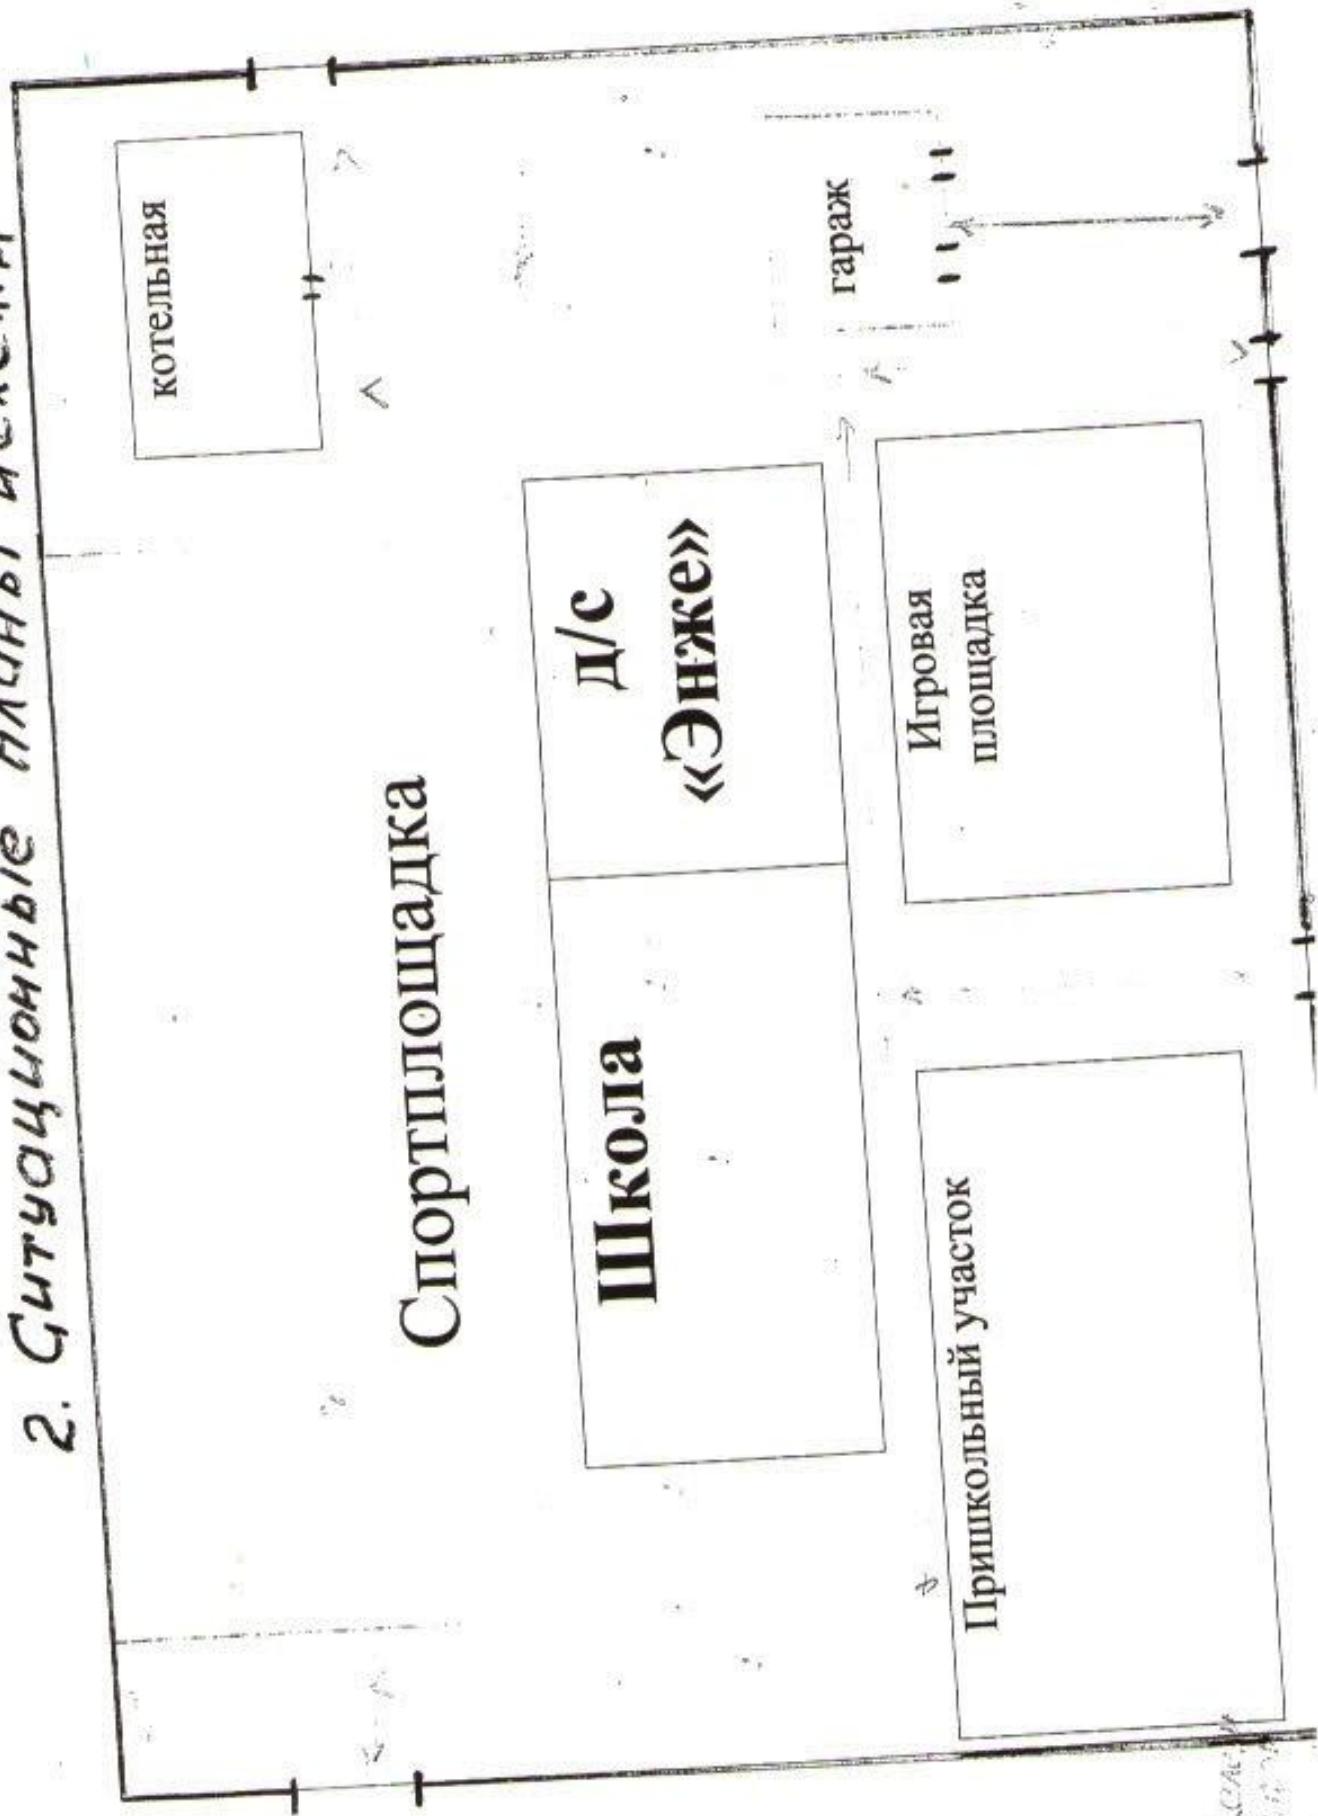 2. Ситуационные планы и схемы
котельная
Спортплощадка
гараж
Школа
д/с
«Энже»
Игровая
площадка
Пришкольный участок